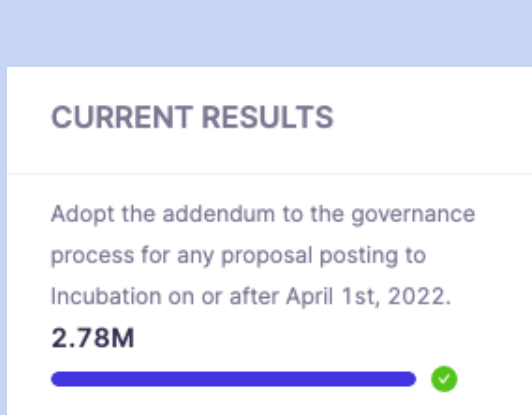 CURRENT RESULTS
Adopt the addendum to the governance
process for any proposal posting to
Incubation on or after April 1st, 2022.
2.78M